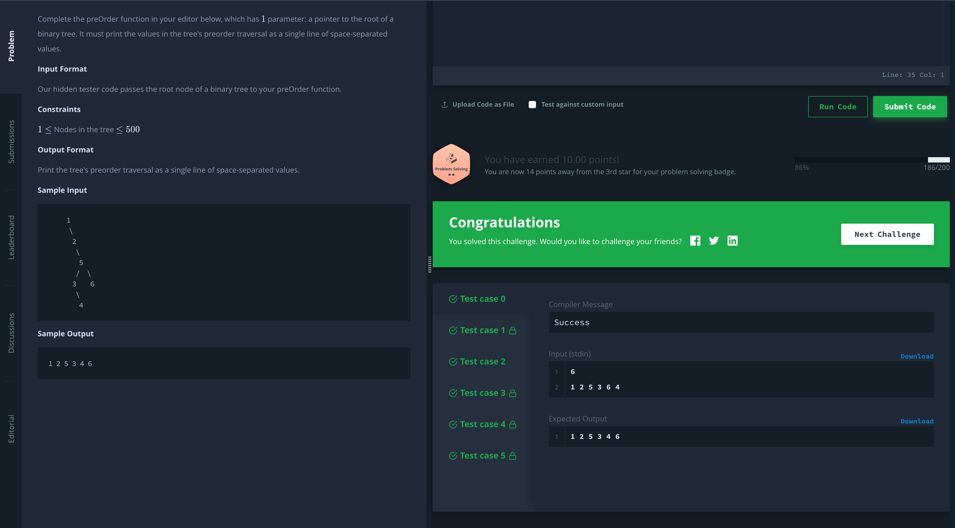 Problem
Submissions
Leaderboard
Discussions
Editorial
Complete the preOrder function in your editor below, which has 1 parameter: a pointer to the root of a
binary tree. It must print the values in the tree's preorder traversal as a single line of space-separated
values.
Input Format
Our hidden tester code passes the root node of a binary tree to your preOrder function.
Constraints
1 ≤ Nodes in the tree ≤ 500
Output Format
Print the tree's preorder traversal as a single line of space-separated values.
Sample Input
1
\
2
\
5
/ \
3 6
\
4
Sample Output
1 2 5 3 4 6
Line: 35 Col: 1
Upload Code as File
Test against custom input
Run Code
Submit Code
Problem Solving
You have earned 10.00 points!
You are now 14 points away from the 3rd star for your problem solving badge.
86%
186/200
Congratulations
You solved this challenge. Would you like to challenge your friends?
Next Challenge
Test case 0
Test case 1
Test case 2
Test case 3
Test case 4
Test case 5
Compiler Message
Success
Input (stdin)
Download
1 6
2 1 2 5 3 6 4
Expected Output
Download
1 1 2 5 3 4 6